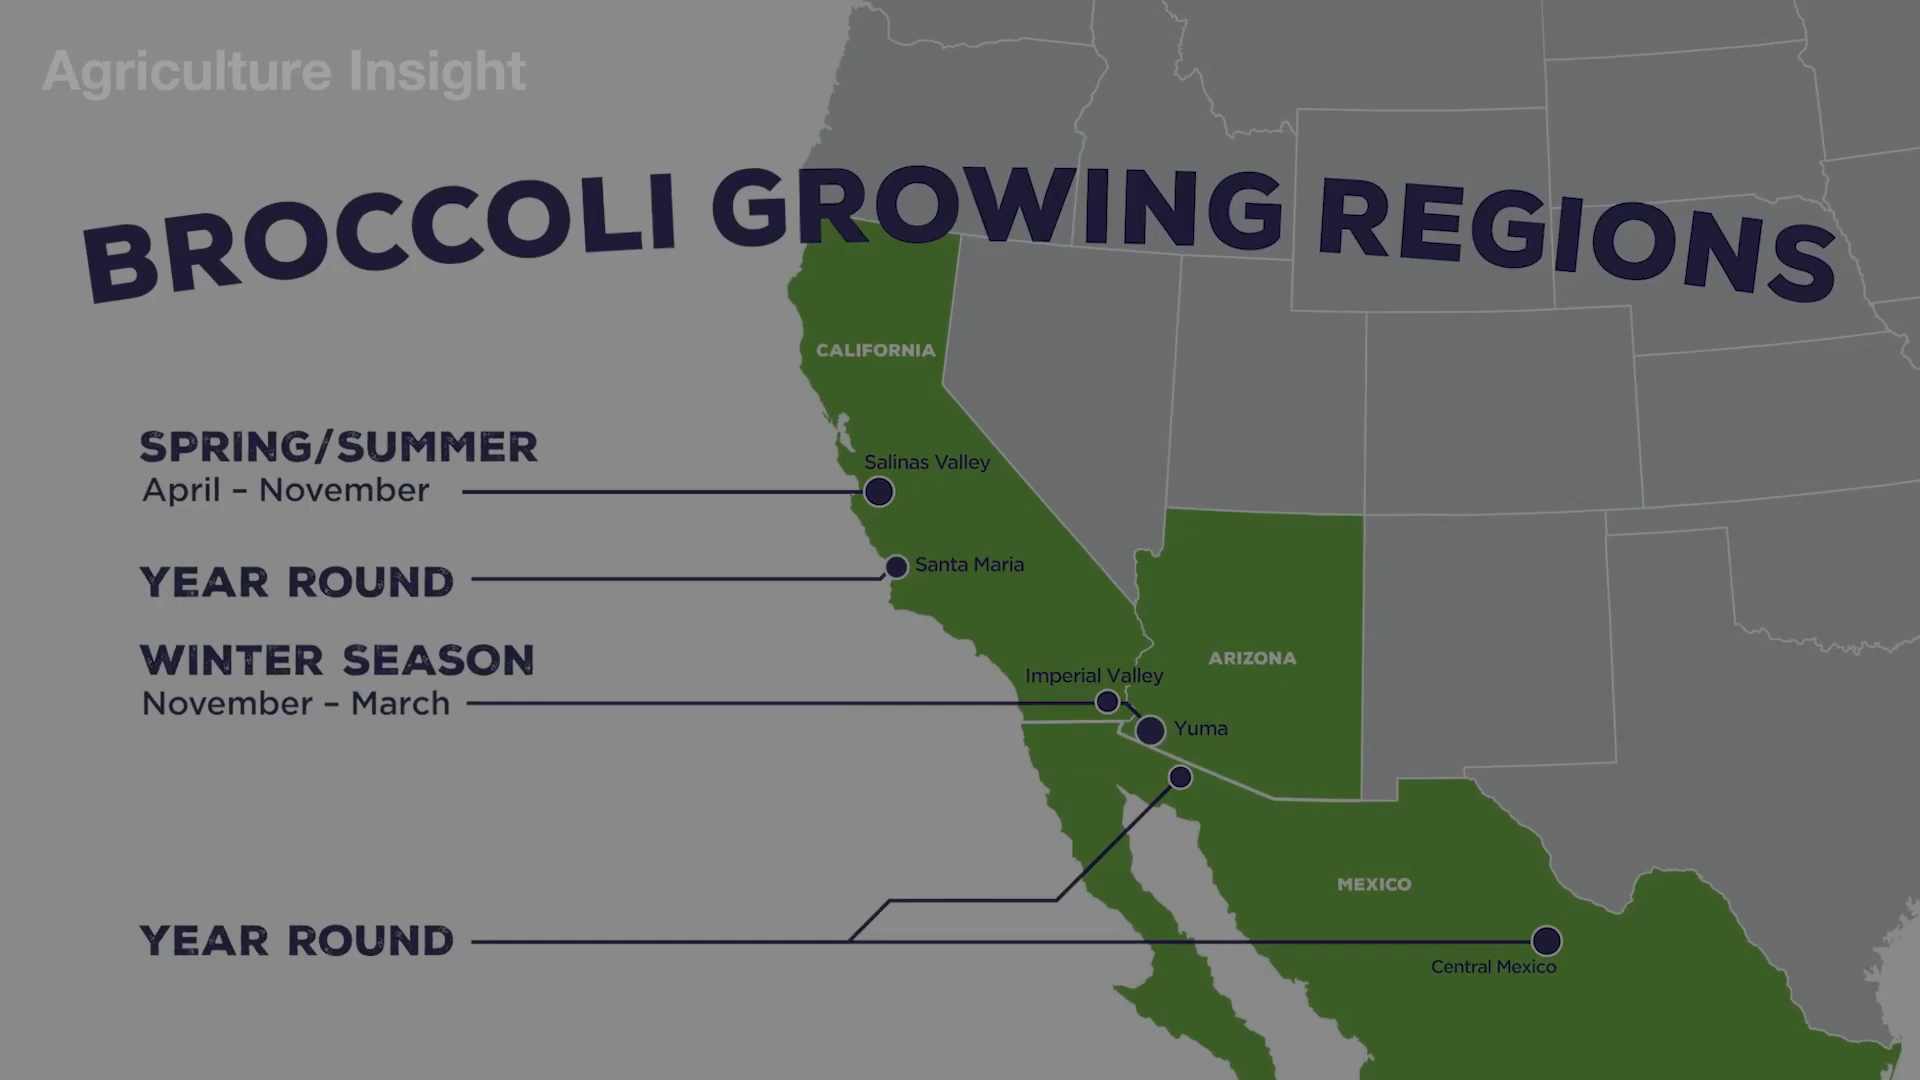 Agriculture Insight
BROCCOLI GROWING REGIONS
CALIFORNIA
SPRING/SUMMER
April – November
Salinas Valley
YEAR ROUND
Santa Maria
WINTER SEASON
November – March
Imperial Valley
ARIZONA
Yuma
MEXICO
YEAR ROUND
Central Mexico